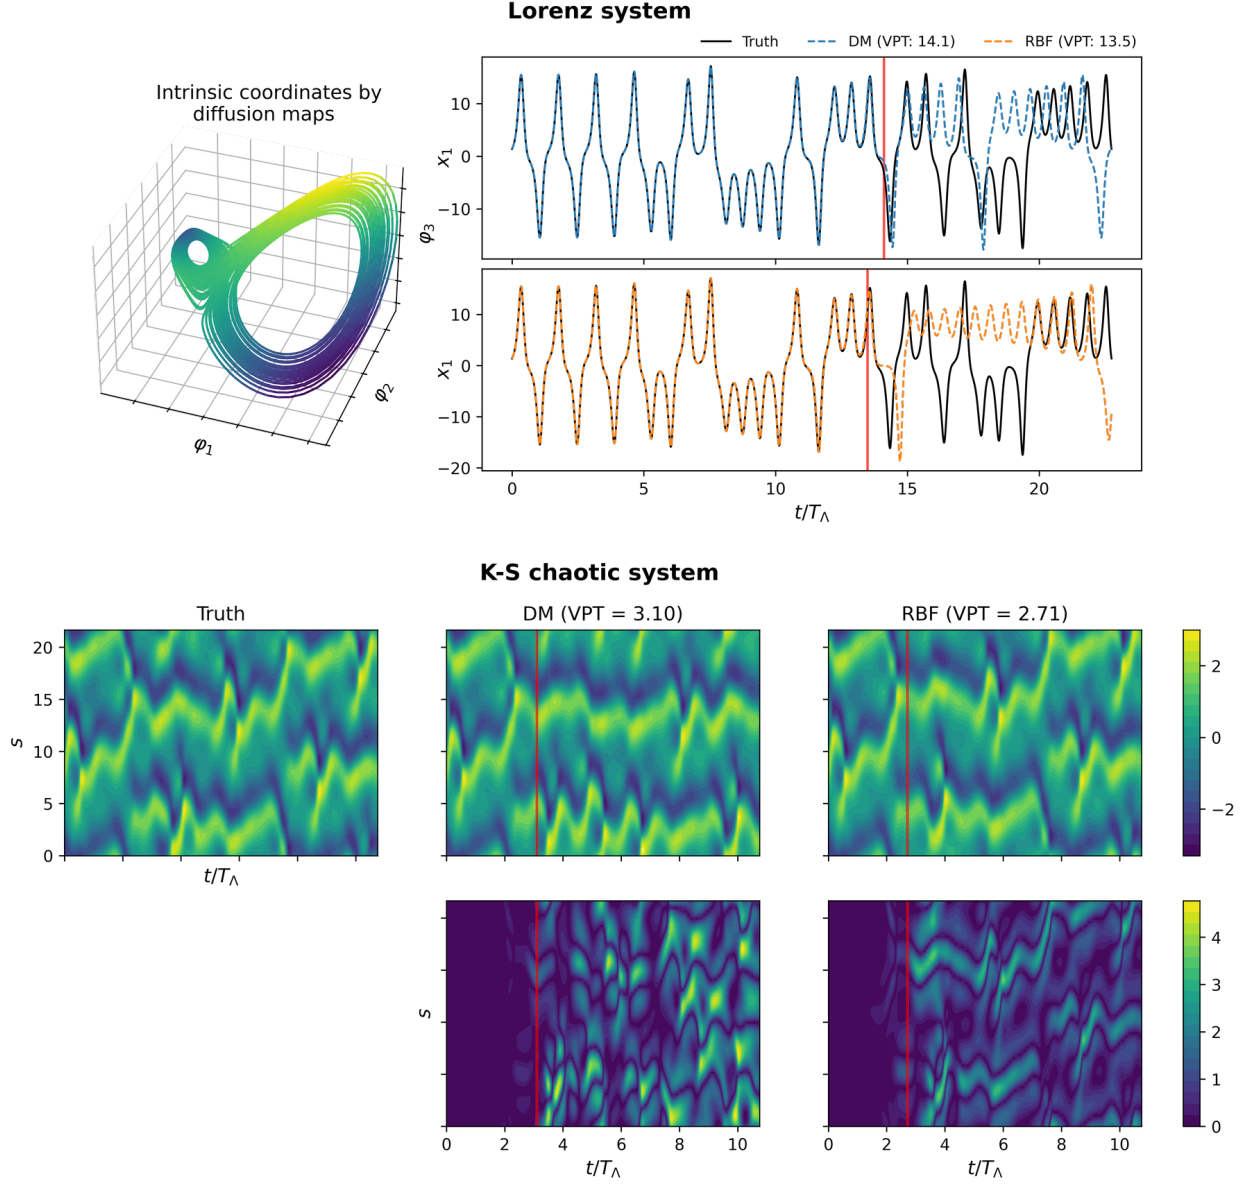 Lorenz system
Truth
DM (VPT: 14.1)
RBF (VPT: 13.5)
Intrinsic coordinates by
diffusion maps
φ1
φ2
φ3
10
0
−10
x1
10
0
−10
−20
x1
0
5
10
15
20
t/TΛ
K-S chaotic system
Truth
DM (VPT = 3.10)
RBF (VPT = 2.71)
20
15
10
5
0
s
t/TΛ
2
0
−2
s
0
2
4
6
8
10
t/TΛ
0
2
4
6
8
10
t/TΛ
4
3
2
1
0